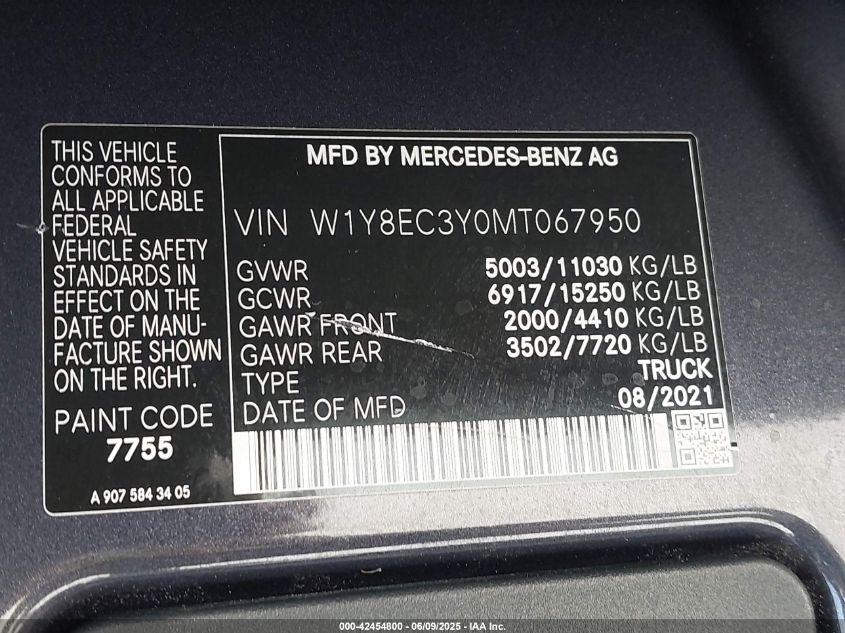 THIS VEHICLE
CONFORMS TO
ALL APPLICABLE
FEDERAL
VEHICLE SAFETY
STANDARDS IN
EFFECT ON THE
DATE OF MANU-
FACTURE SHOWN
ON THE RIGHT.
PAINT CODE
7755
A 907 584 34 05
MFD BY MERCEDES-BENZ AG
VIN W1Y8EC3Y0MT067950
GVWR 5003/11030 KG/LB
GCWR 6917/15250 KG/LB
GAWR FRONT 2000/4410 KG/LB
GAWR REAR 3502/7720 KG/LB
TYPE TRUCK
DATE OF MFD 08/2021
000-42454800 | 06/09/2025 - IAA Inc.